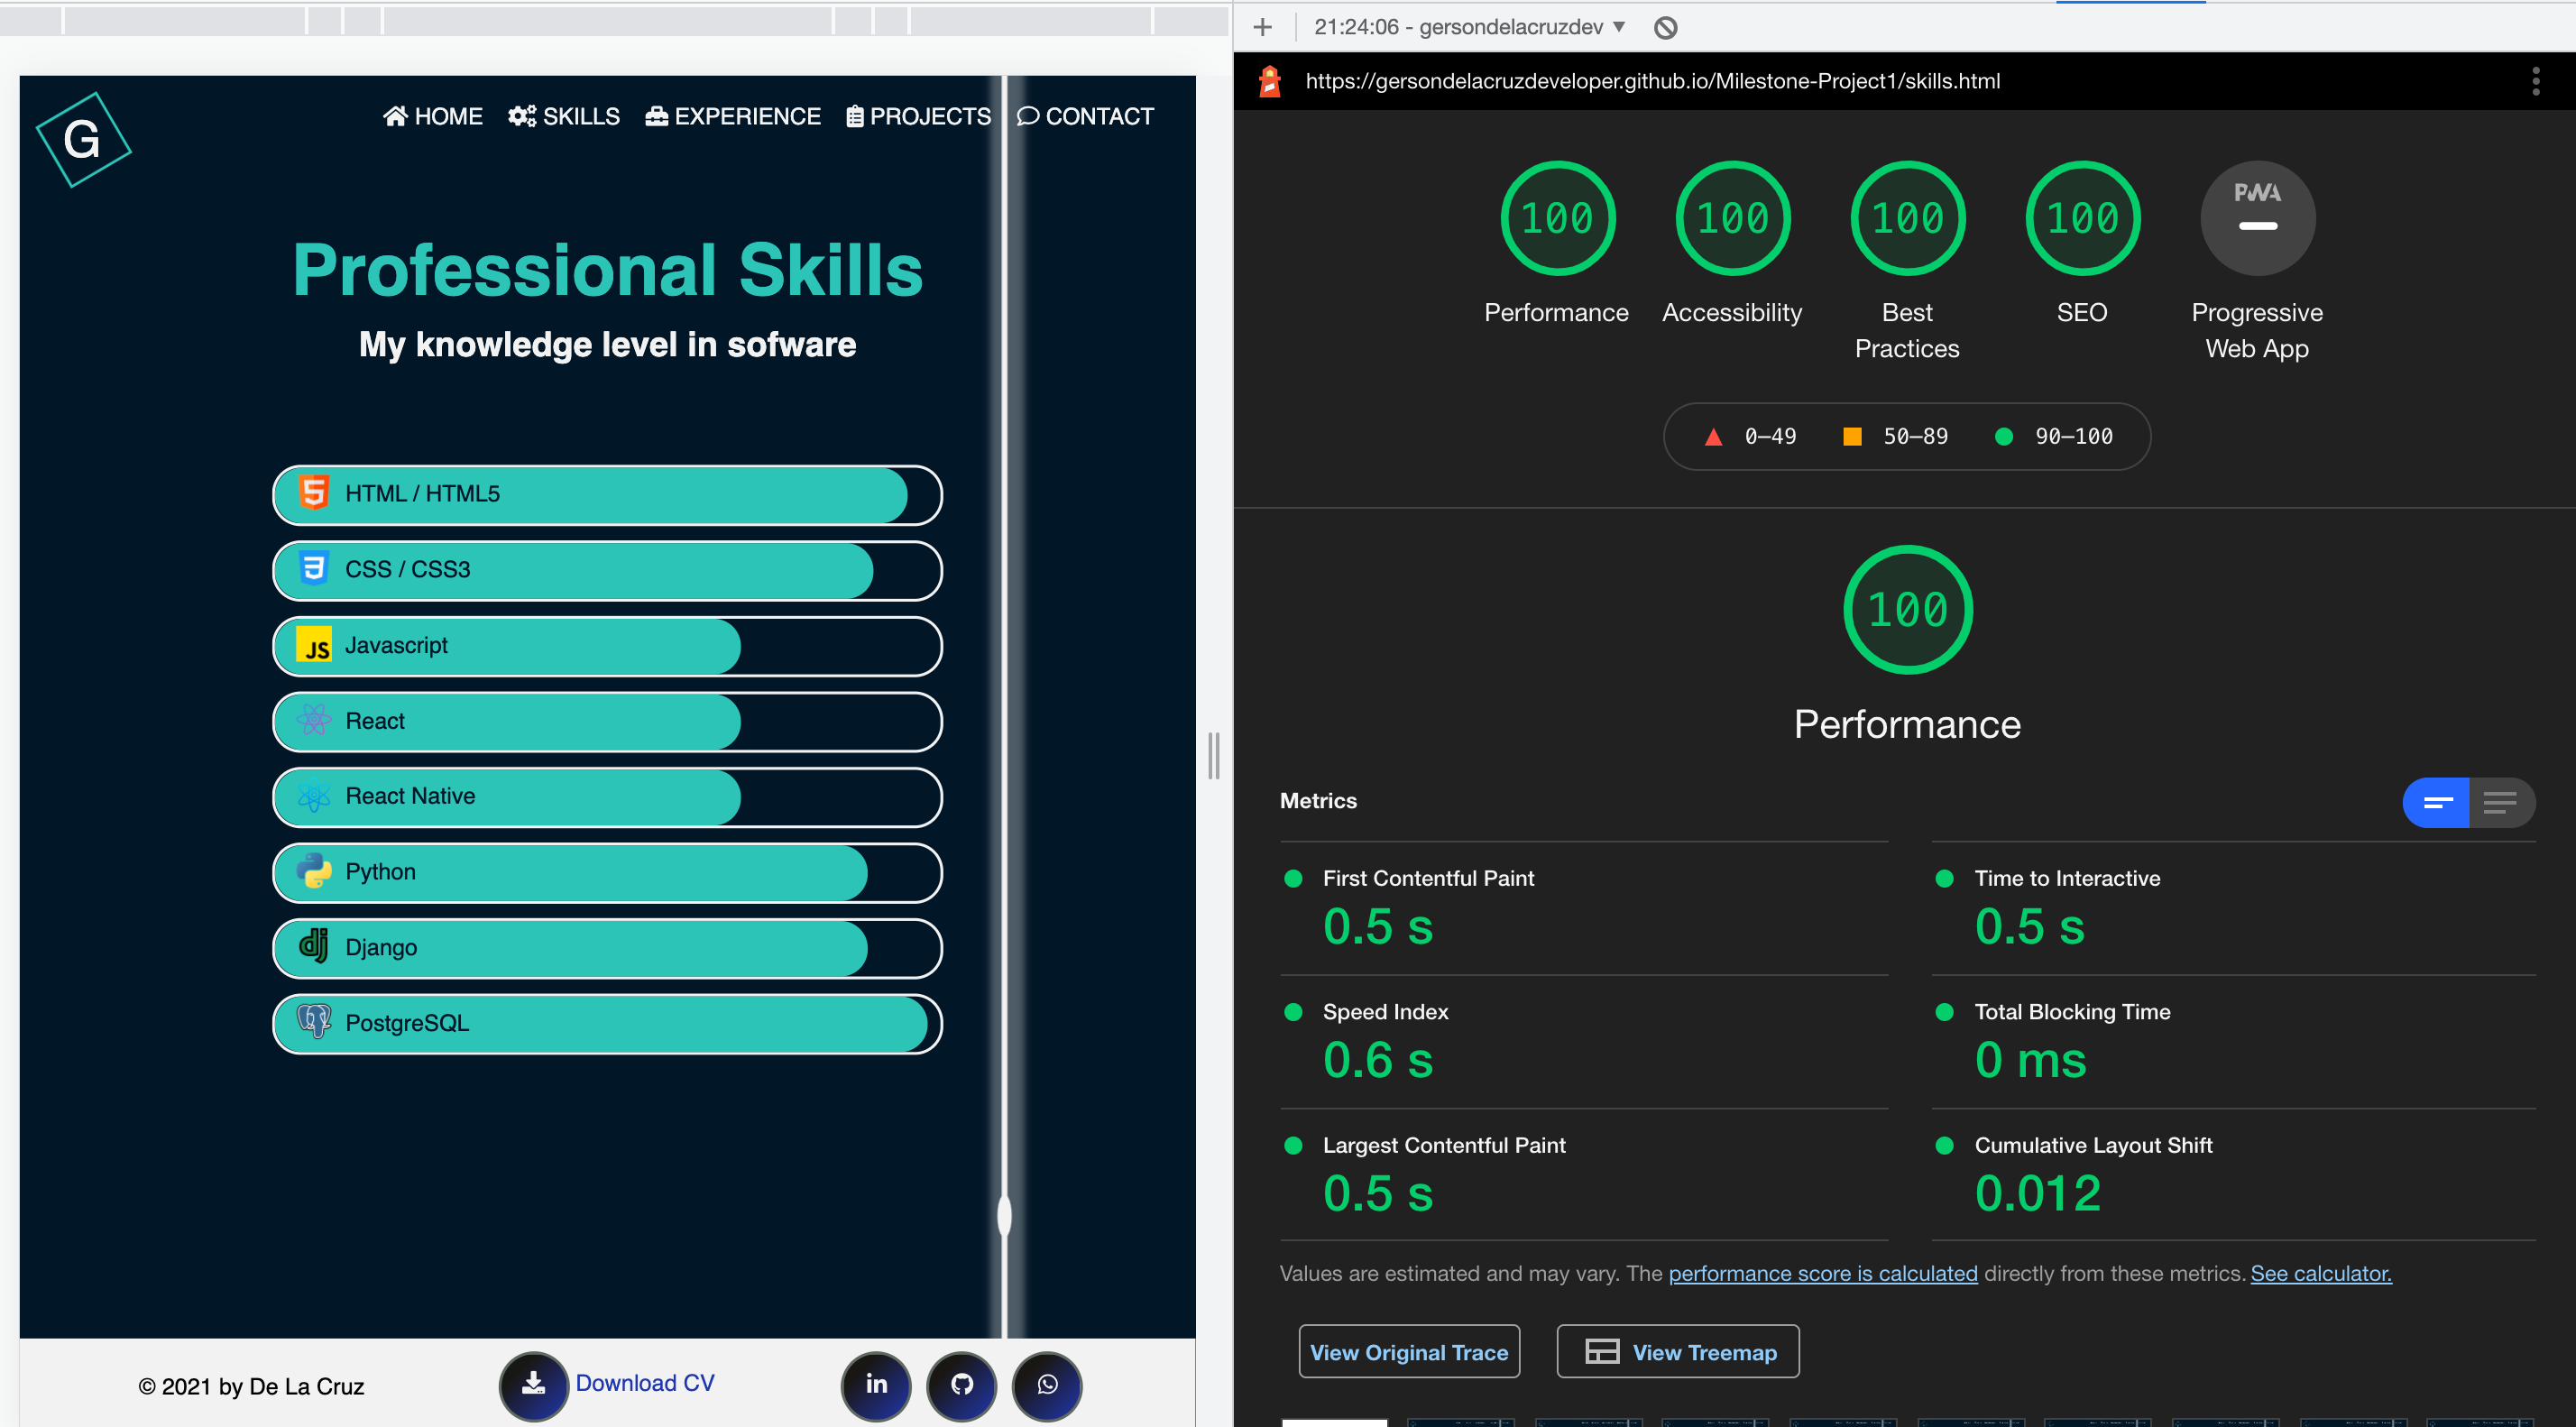 G
HOME SKILLS EXPERIENCE PROJECTS CONTACT
Professional Skills
My knowledge level in sofware
HTML / HTML5
CSS / CSS3
JS Javascript
React
React Native
Python
dj Django
PostgreSQL
© 2021 by De La Cruz
Download CV
in
21:24:06 - gersondelacruzdev
https://gersondelacruzdeveloper.github.io/Milestone-Project1/skills.html
100 100 100 100 PWA
Performance Accessibility Best Practices SEO Progressive Web App
0–49 50–89 90–100
100
Performance
Metrics
First Contentful Paint
0.5 s
Time to Interactive
0.5 s
Speed Index
0.6 s
Total Blocking Time
0 ms
Largest Contentful Paint
0.5 s
Cumulative Layout Shift
0.012
Values are estimated and may vary. The performance score is calculated directly from these metrics. See calculator.
View Original Trace
View Treemap